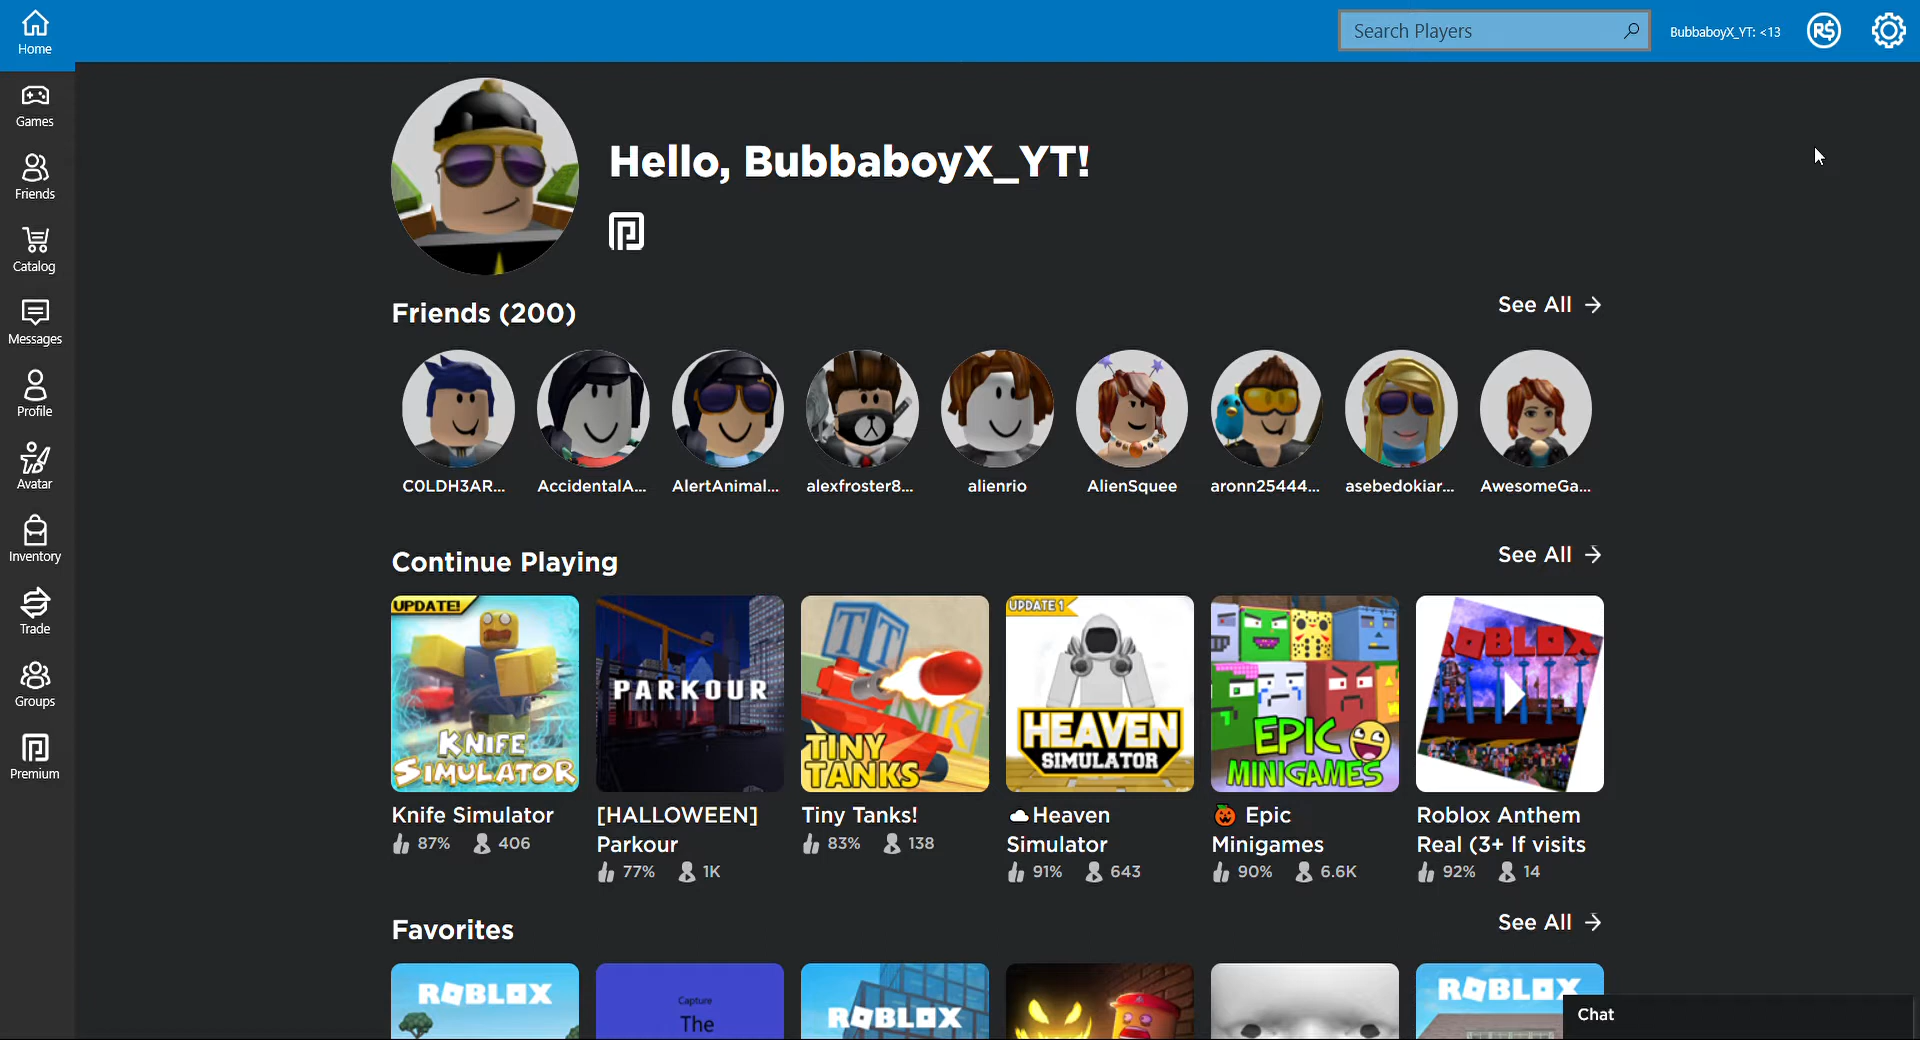 Home
Search Players
BubbaboyX_YT: <13
R$
Games
Friends
Catalog
Messages
Profile
Avatar
Inventory
Trade
Groups
Premium
Hello, BubbaboyX_YT!
Friends (200)
See All
C0LDH3AR...
AccidentalA...
AlertAnimal...
alexfroster8...
alienrio
AlienSquee
aronn25444...
asebedokiar...
AwesomeGa...
Continue Playing
See All
UPDATE!
KNIFE
SIMULATOR
PARKOUR
TT
TINY
TANKS
UPDATE 1
HEAVEN
SIMULATOR
EPIC
MINIGAMES
ROBLOX
Knife Simulator
87% 406
[HALLOWEEN]
Parkour
77% 1K
Tiny Tanks!
83% 138
Heaven
Simulator
91% 643
Epic
Minigames
90% 6.6K
Roblox Anthem
Real (3+ If visits
92% 14
Favorites
See All
ROBLOX
Capture
The
ROBLOX
ROBLOX
Chat